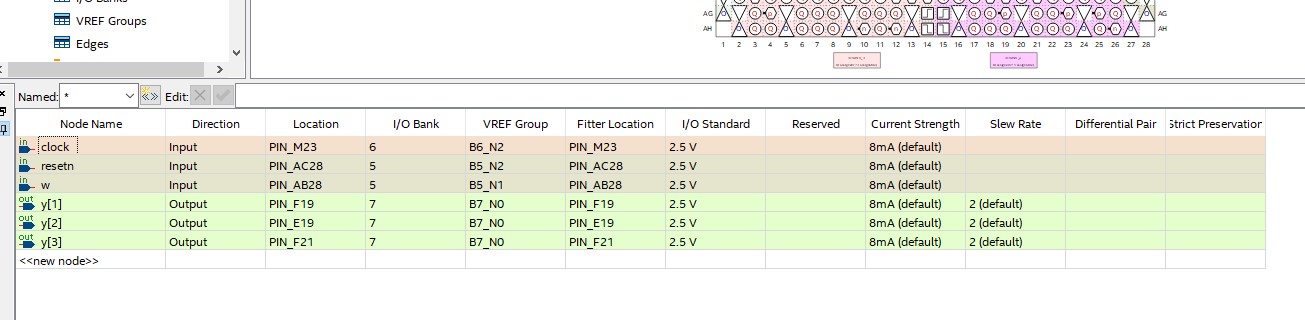 I/O Banks
VREF Groups
Edges
AG AG
AH AH
1 2 3 4 5 6 7 8 9 10 11 12 13 14 15 16 17 18 19 20 21 22 23 24 25 26 27 28
Named: * «» Edit:
Node Name Direction Location I/O Bank VREF Group Fitter Location I/O Standard Reserved Current Strength Slew Rate Differential Pair Strict Preservation
in clock Input PIN_M23 6 B6_N2 PIN_M23 2.5 V 8mA (default)
in resetn Input PIN_AC28 5 B5_N2 PIN_AC28 2.5 V 8mA (default)
in w Input PIN_AB28 5 B5_N1 PIN_AB28 2.5 V 8mA (default)
out y[1] Output PIN_F19 7 B7_N0 PIN_F19 2.5 V 8mA (default) 2 (default)
out y[2] Output PIN_E19 7 B7_N0 PIN_E19 2.5 V 8mA (default) 2 (default)
out y[3] Output PIN_F21 7 B7_N0 PIN_F21 2.5 V 8mA (default) 2 (default)
<<new node>>